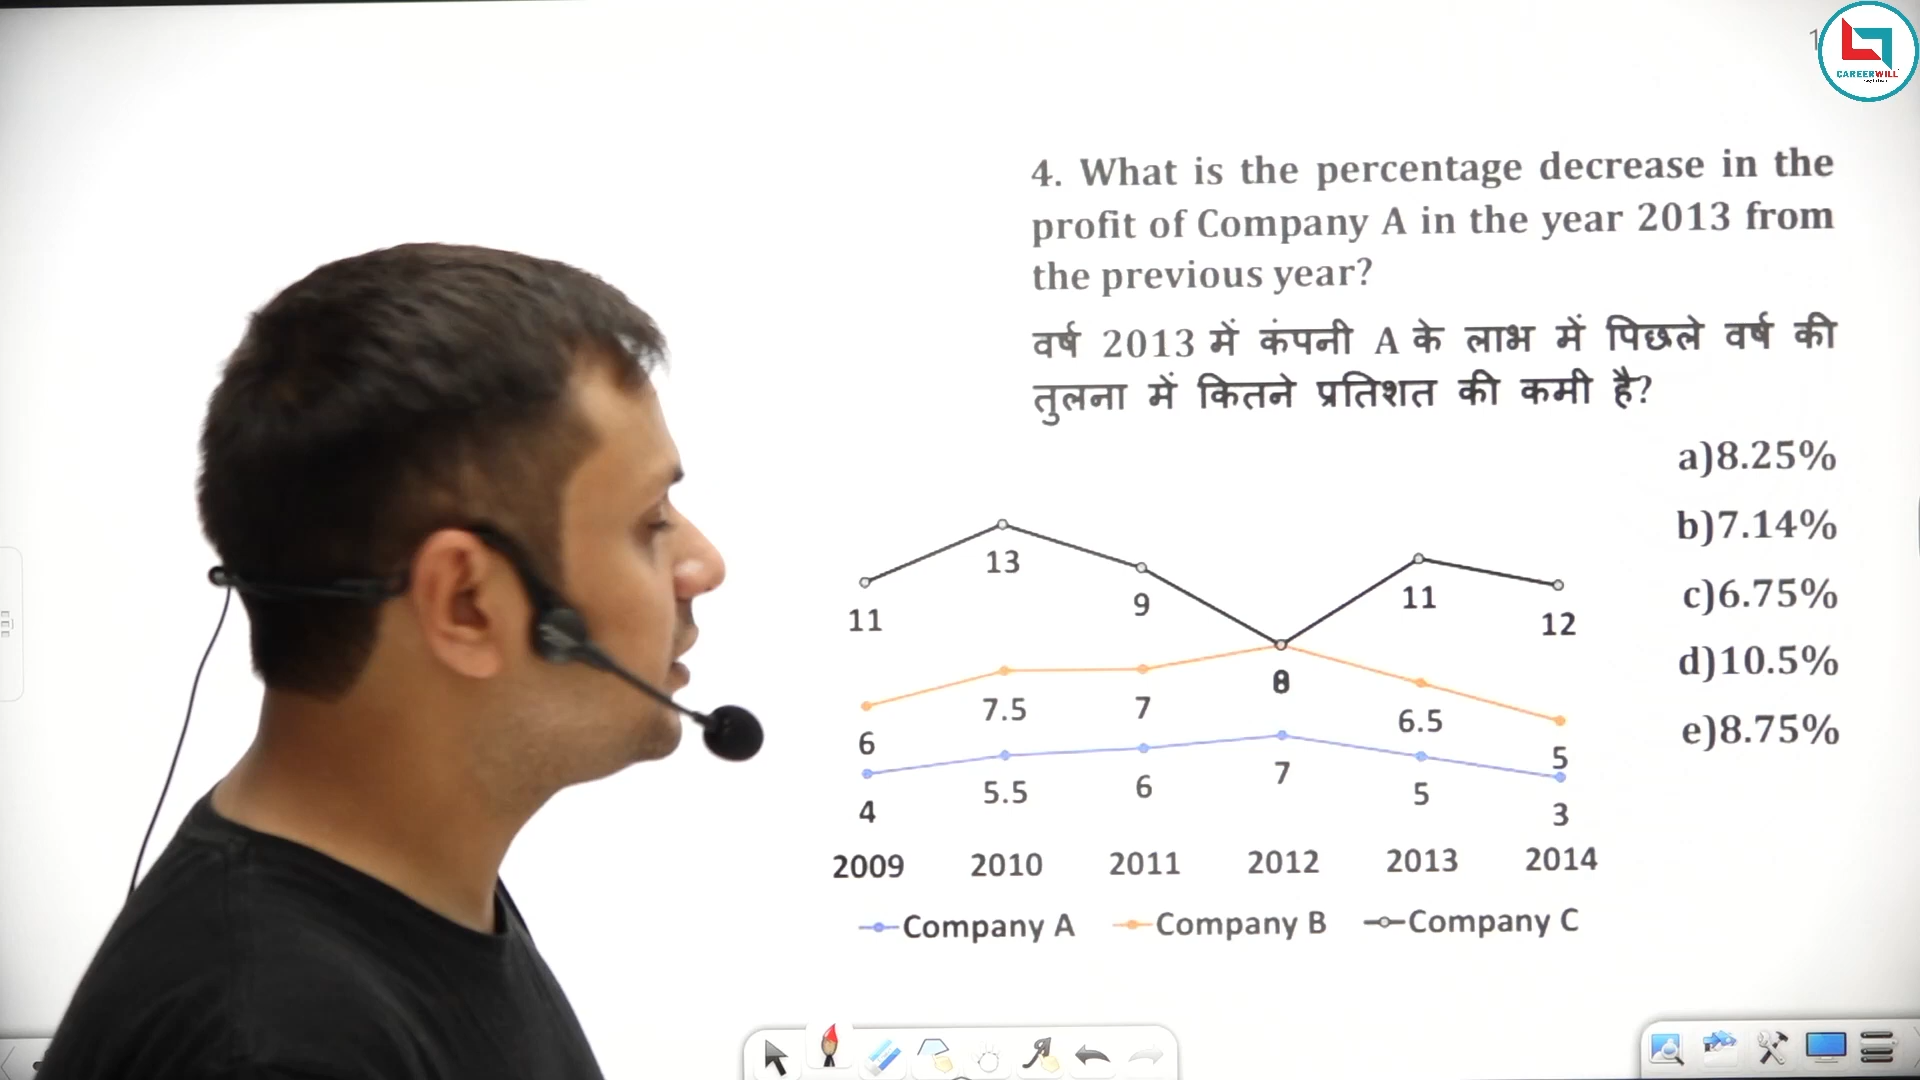 CAREERWILL
4. What is the percentage decrease in the
profit of Company A in the year 2013 from
the previous year?
वर्ष 2013 में कंपनी A के लाभ में पिछले वर्ष की
तुलना में कितने प्रतिशत की कमी है?
a)8.25%
b)7.14%
c)6.75%
d)10.5%
e)8.75%
11 13 9 8 11 12
6 7.5 7 8 6.5 5
4 5.5 6 7 5 3
2009 2010 2011 2012 2013 2014
Company A Company B Company C